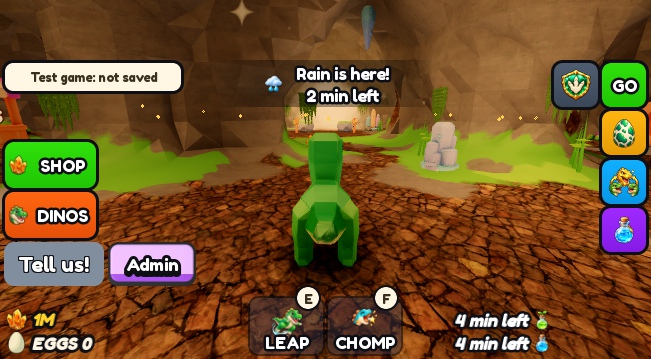 Test game: not saved
Rain is here!
2 min left
GO
SHOP
DINOS
Tell us!
Admin
1M
EGGS 0
E
LEAP
F
CHOMP
4 min left
4 min left